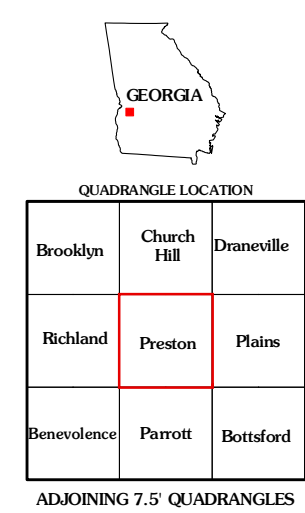 GEORGIA
QUADRANGLE LOCATION
Brooklyn
Church
Hill
Draneville
Richland
Preston
Plains
Benevolence
Parrott
Bottsford
ADJOINING 7.5' QUADRANGLES